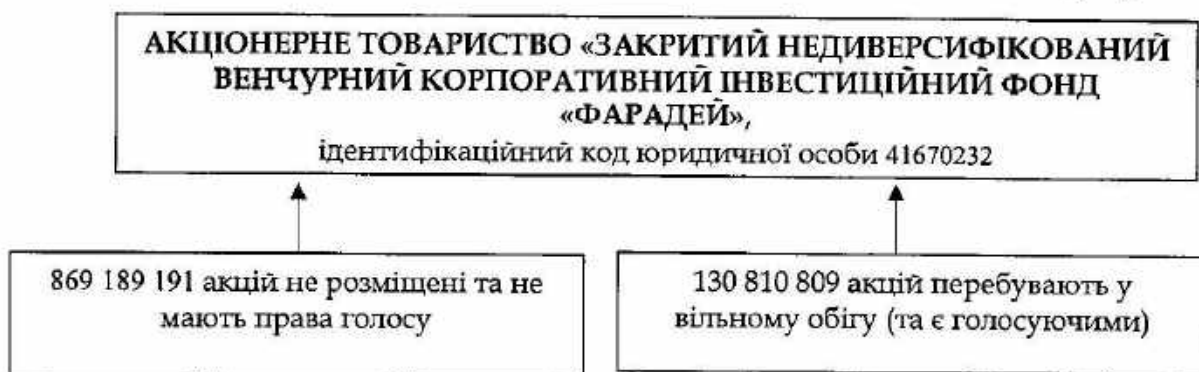 АКЦІОНЕРНЕ ТОВАРИСТВО «ЗАКРИТИЙ НЕДИВЕРСИФІКОВАНИЙ
ВЕНЧУРНИЙ КОРПОРАТИВНИЙ ІНВЕСТИЦІЙНИЙ ФОНД
«ФАРАДЕЙ»,
ідентифікаційний код юридичної особи 41670232
869 189 191 акцій не розміщені та не
мають права голосу
130 810 809 акцій перебувають у
вільному обігу (та є голосуючими)